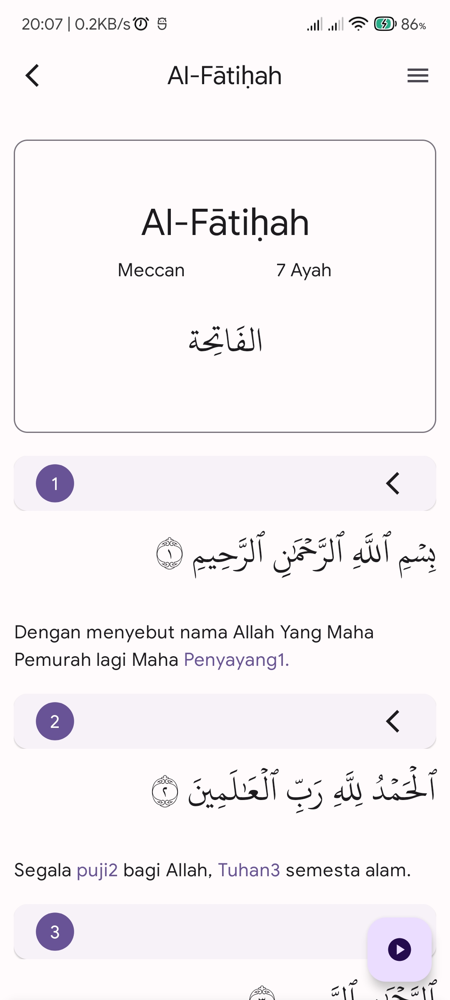 20:07 | 0.2KB/s 86%
Al-Fātiḥah
Al-Fātiḥah
Meccan 7 Ayah
الفَاتِحة
1
بِسۡمِ ٱللَّهِ ٱلرَّحۡمَٰنِ ٱلرَّحِيمِ ١
Dengan menyebut nama Allah Yang Maha
Pemurah lagi Maha Penyayang1.
2
ٱلۡحَمۡدُ لِلَّهِ رَبِّ ٱلۡعَٰلَمِينَ ٢
Segala puji2 bagi Allah, Tuhan3 semesta alam.
3